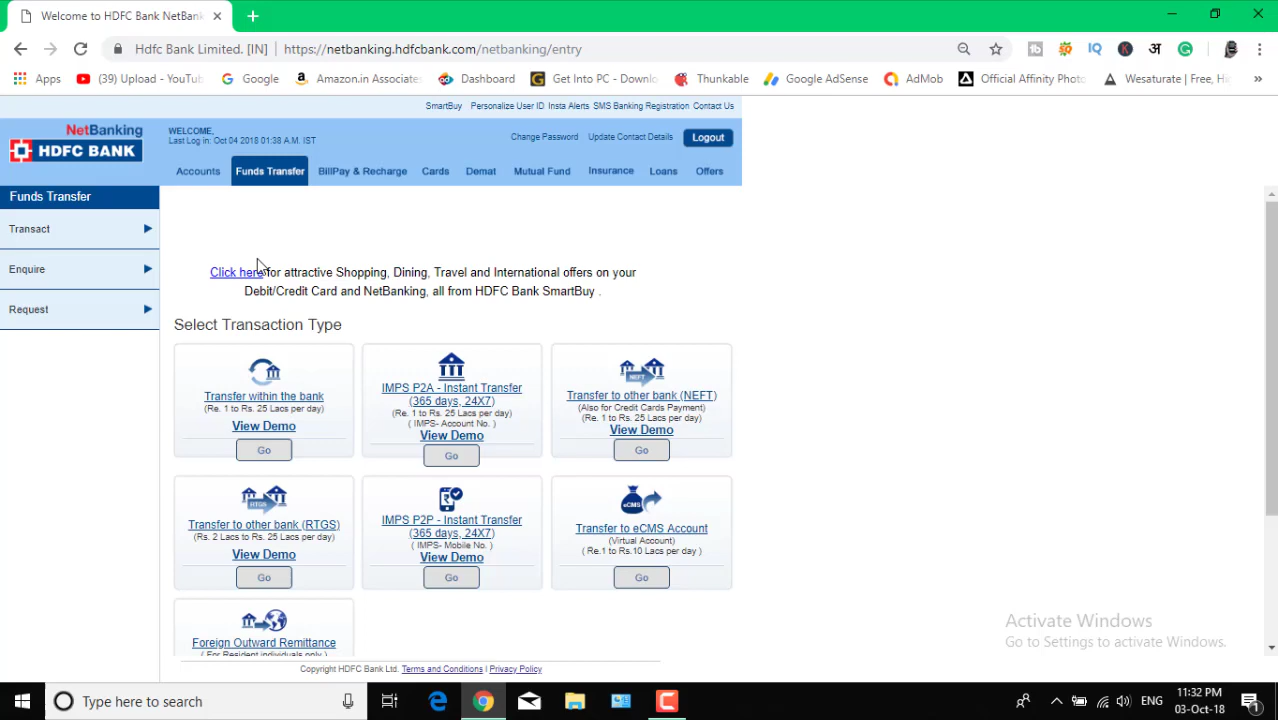 Welcome to HDFC Bank NetBank
Hdfc Bank Limited. [IN] | https://netbanking.hdfcbank.com/netbanking/entry
Apps (39) Upload - YouTub Google Amazon.in Associates Dashboard Get Into PC - Downlo Thunkable Google AdSense AdMob Official Affinity Photo Wesaturate | Free, Hi »
SmartBuy Personalize User ID Insta Alerts SMS Banking Registration Contact Us
NetBanking
HDFC BANK
WELCOME,
Last Log in: Oct 04 2018 01:38 A.M. IST
Change Password Update Contact Details Logout
Accounts Funds Transfer BillPay & Recharge Cards Demat Mutual Fund Insurance Loans Offers
Funds Transfer
Transact
Enquire
Request
Click here for attractive Shopping, Dining, Travel and International offers on your
Debit/Credit Card and NetBanking, all from HDFC Bank SmartBuy .
Select Transaction Type
Transfer within the bank
(Re. 1 to Rs. 25 Lacs per day)
View Demo
Go
IMPS P2A - Instant Transfer
(365 days, 24X7)
(Re. 1 to Rs. 25 Lacs per day)
( IMPS- Account No. )
View Demo
Go
NEFT
Transfer to other bank (NEFT)
(Also for Credit Cards Payment)
(Re. 1 to Rs. 25 Lacs per day)
View Demo
Go
RTGS
Transfer to other bank (RTGS)
(Rs. 2 Lacs to Rs. 25 Lacs per day)
View Demo
Go
IMPS P2P - Instant Transfer
(365 days, 24X7)
( IMPS- Mobile No. )
View Demo
Go
eCMS
Transfer to eCMS Account
(Virtual Account)
( Re.1 to Rs.10 Lacs per day )
Go
Foreign Outward Remittance
( For Resident individuals only )
Copyright HDFC Bank Ltd. Terms and Conditions I Privacy Policy
Activate Windows
Go to Settings to activate Windows.
Type here to search
ENG
11:32 PM
03-Oct-18
1